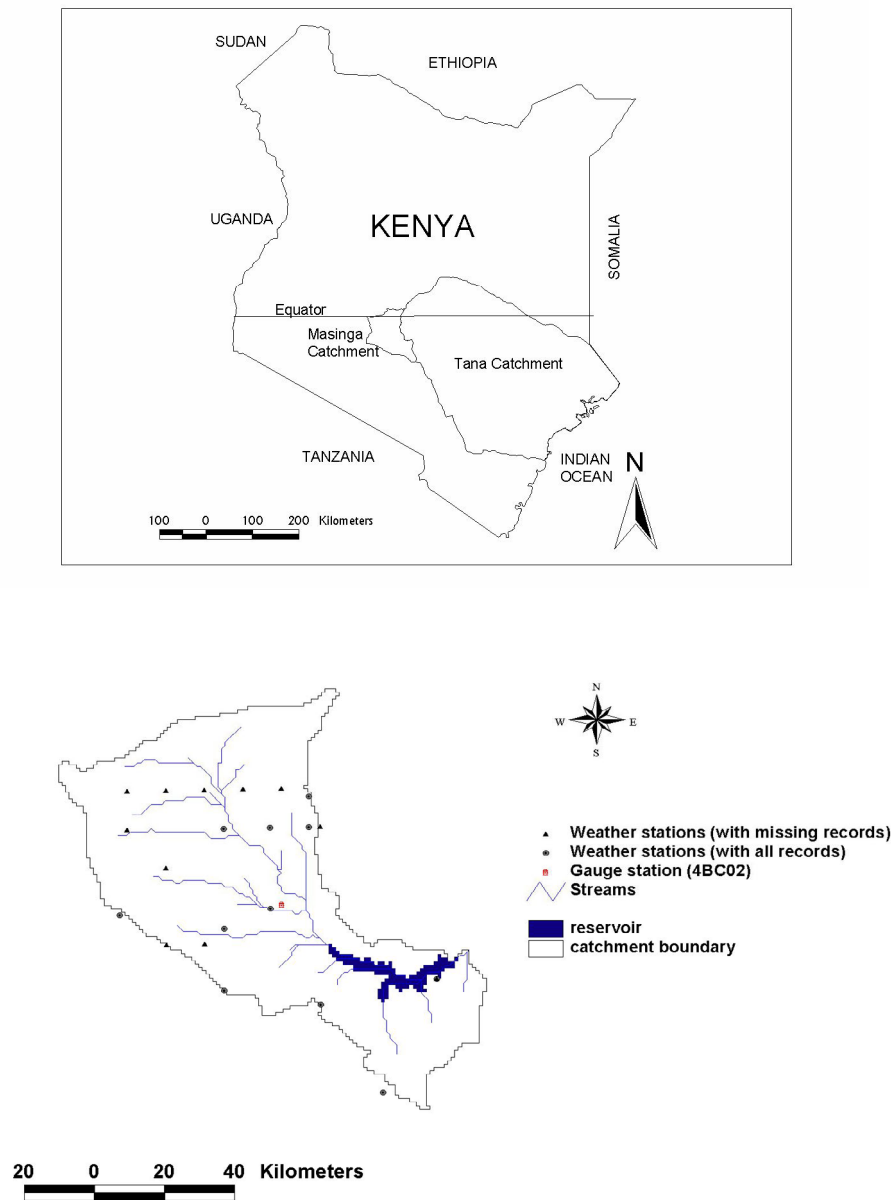 SUDAN
ETHIOPIA
UGANDA
KENYA
SOMALIA
Equator
Masinga
Catchment
Tana Catchment
TANZANIA
INDIAN
OCEAN
N
100 0 100 200 Kilometers
N
W E
S
Weather stations (with missing records)
Weather stations (with all records)
Gauge station (4BC02)
Streams
reservoir
catchment boundary
20 0 20 40 Kilometers